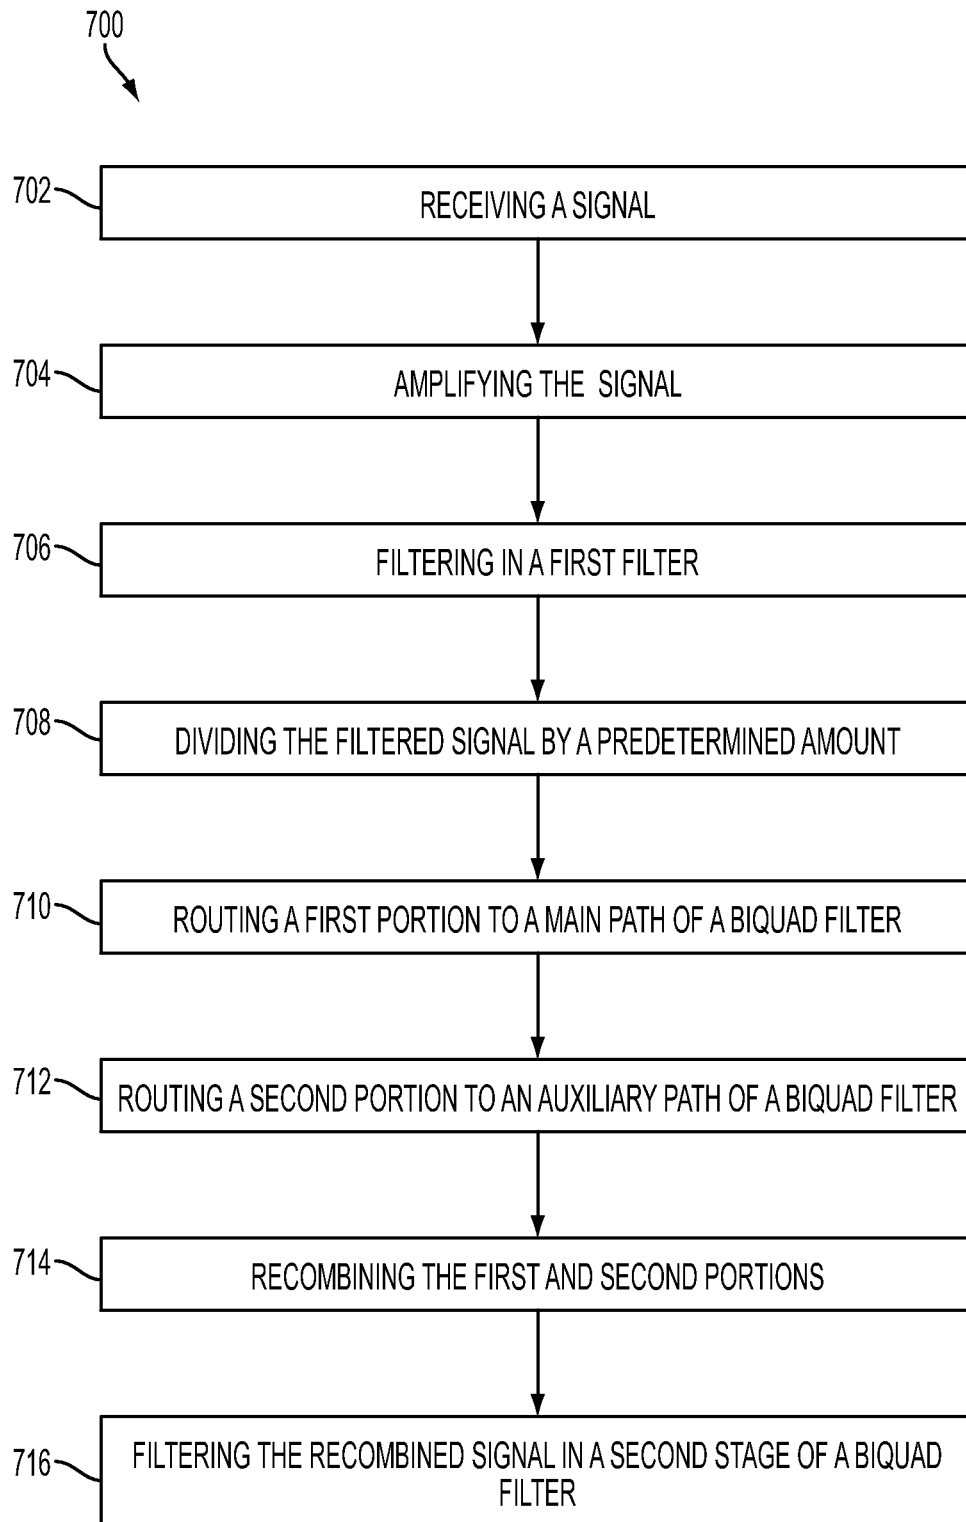 700
702
RECEIVING A SIGNAL
704
AMPLIFYING THE SIGNAL
706
FILTERING IN A FIRST FILTER
708
DIVIDING THE FILTERED SIGNAL BY A PREDETERMINED AMOUNT
710
ROUTING A FIRST PORTION TO A MAIN PATH OF A BIQUAD FILTER
712
ROUTING A SECOND PORTION TO AN AUXILIARY PATH OF A BIQUAD FILTER
714
RECOMBINING THE FIRST AND SECOND PORTIONS
716
FILTERING THE RECOMBINED SIGNAL IN A SECOND STAGE OF A BIQUAD
FILTER